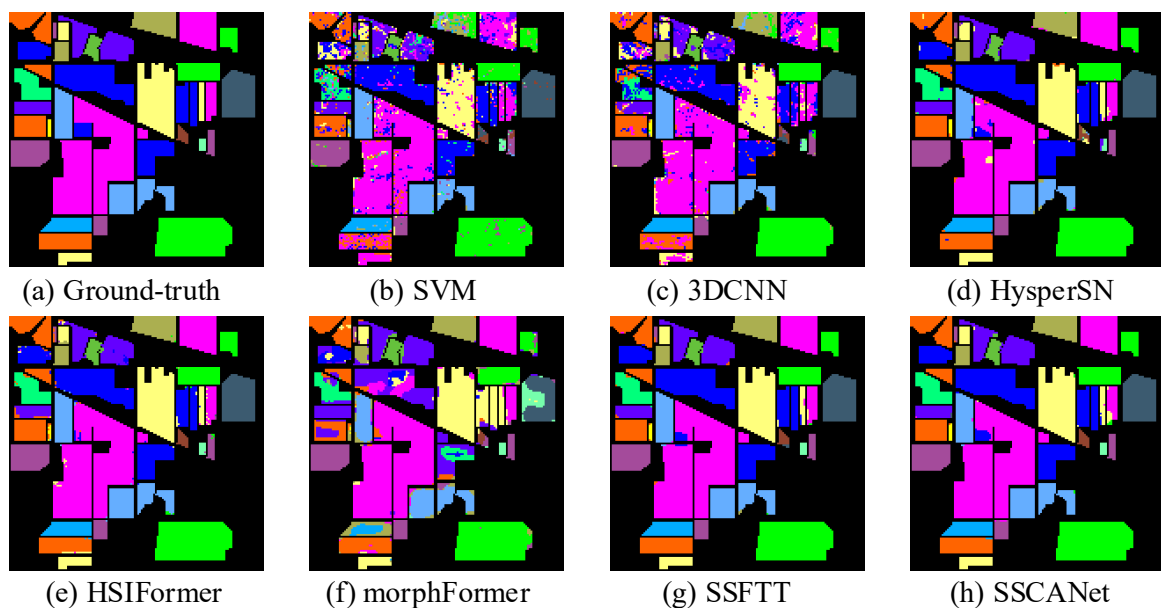 (a) Ground-truth
(b) SVM
(c) 3DCNN
(d) HysperSN
(e) HSIFormer
(f) morphFormer
(g) SSFTT
(h) SSCANet